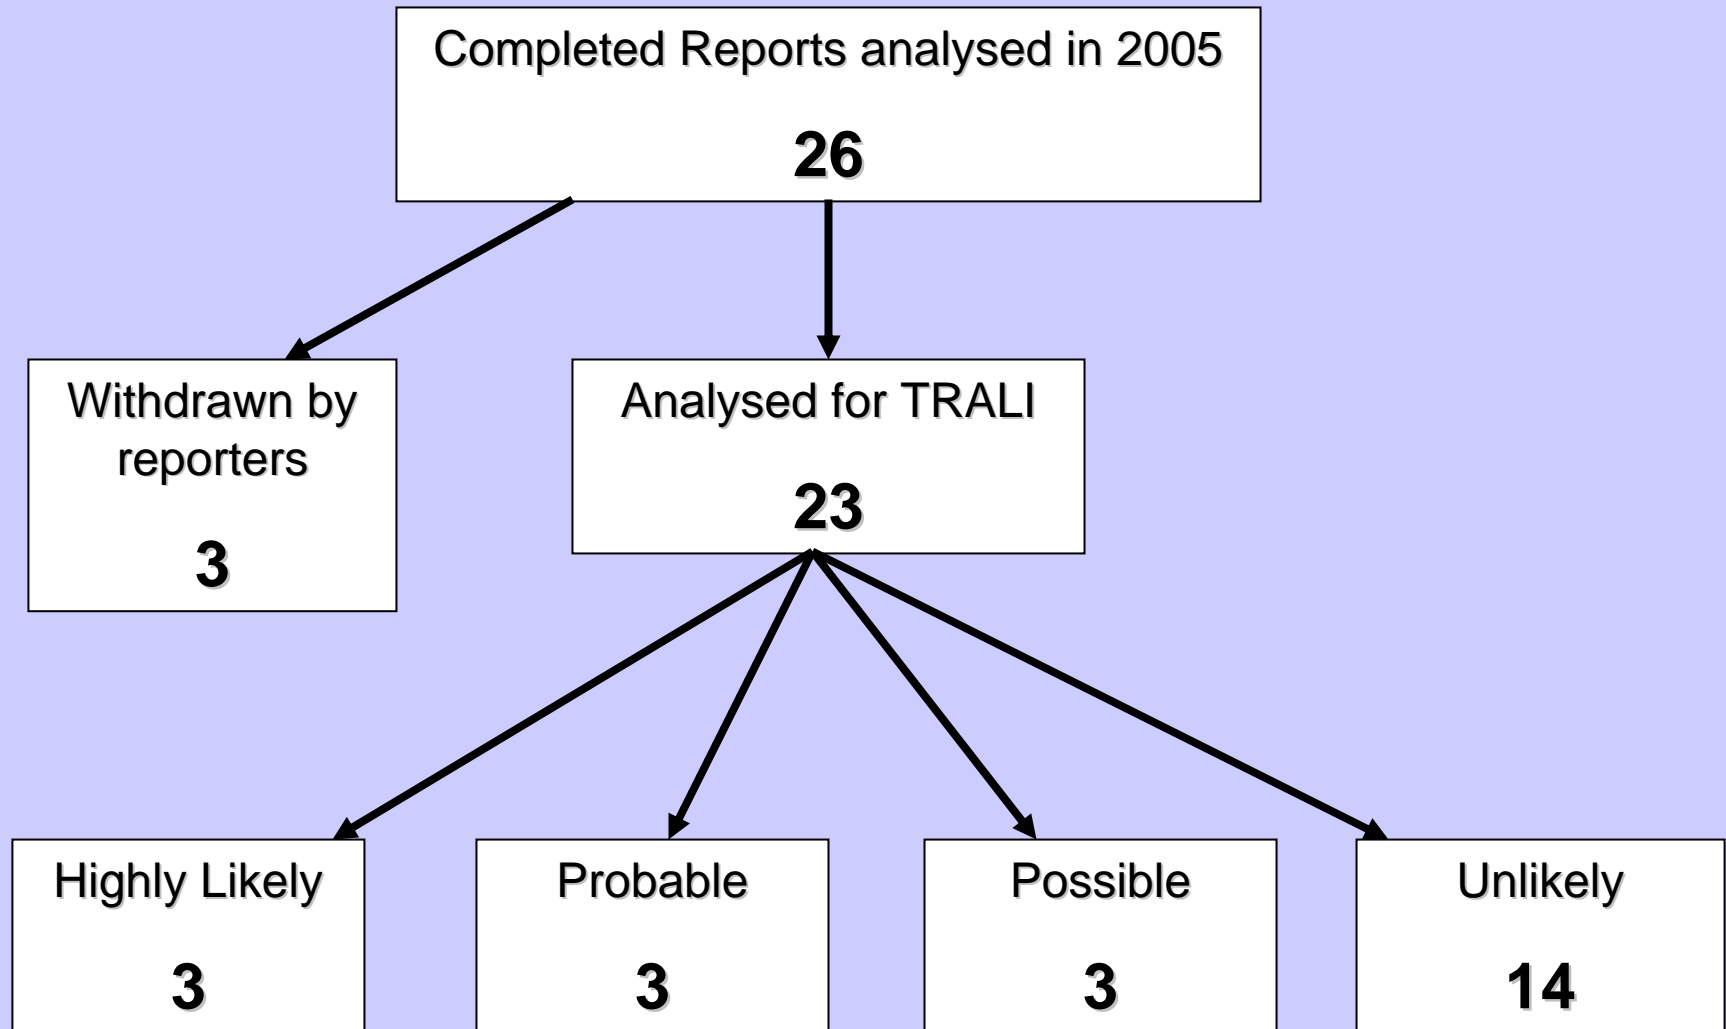 Completed Reports analysed in 2005
26
Withdrawn by
reporters
3
Analysed for TRALI
23
Highly Likely
3
Probable
3
Possible
3
Unlikely
14